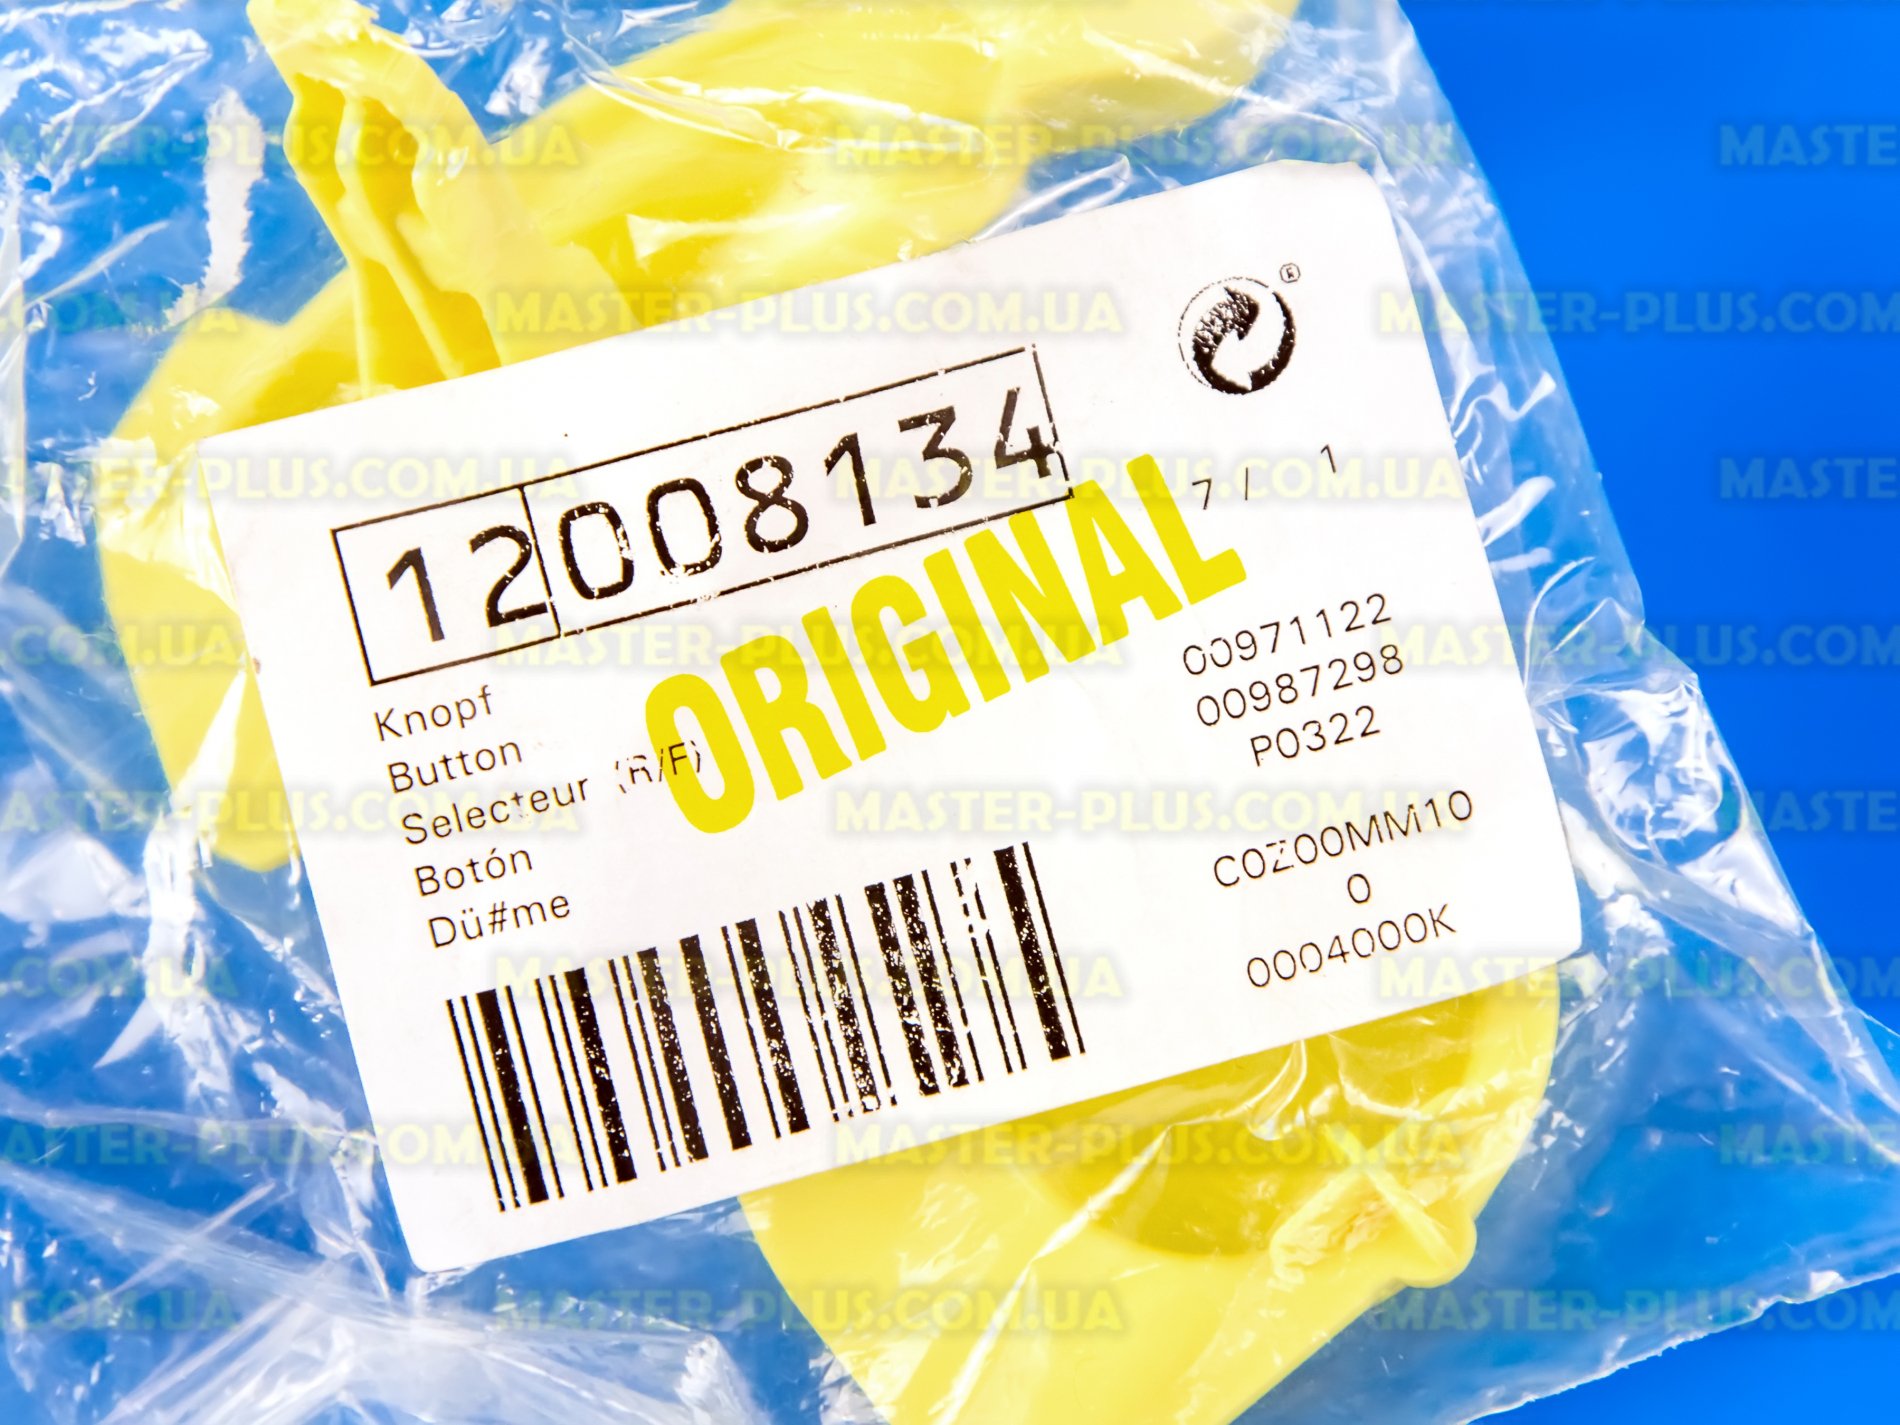 12008134
7 / 1
ORIGINAL
Knopf
Button
Selecteur (R/F)
Botón
Dü#me
00971122
00987298
P0322
C0Z00MM10
0
0004000K
MASTER-PLUS.COM.UA